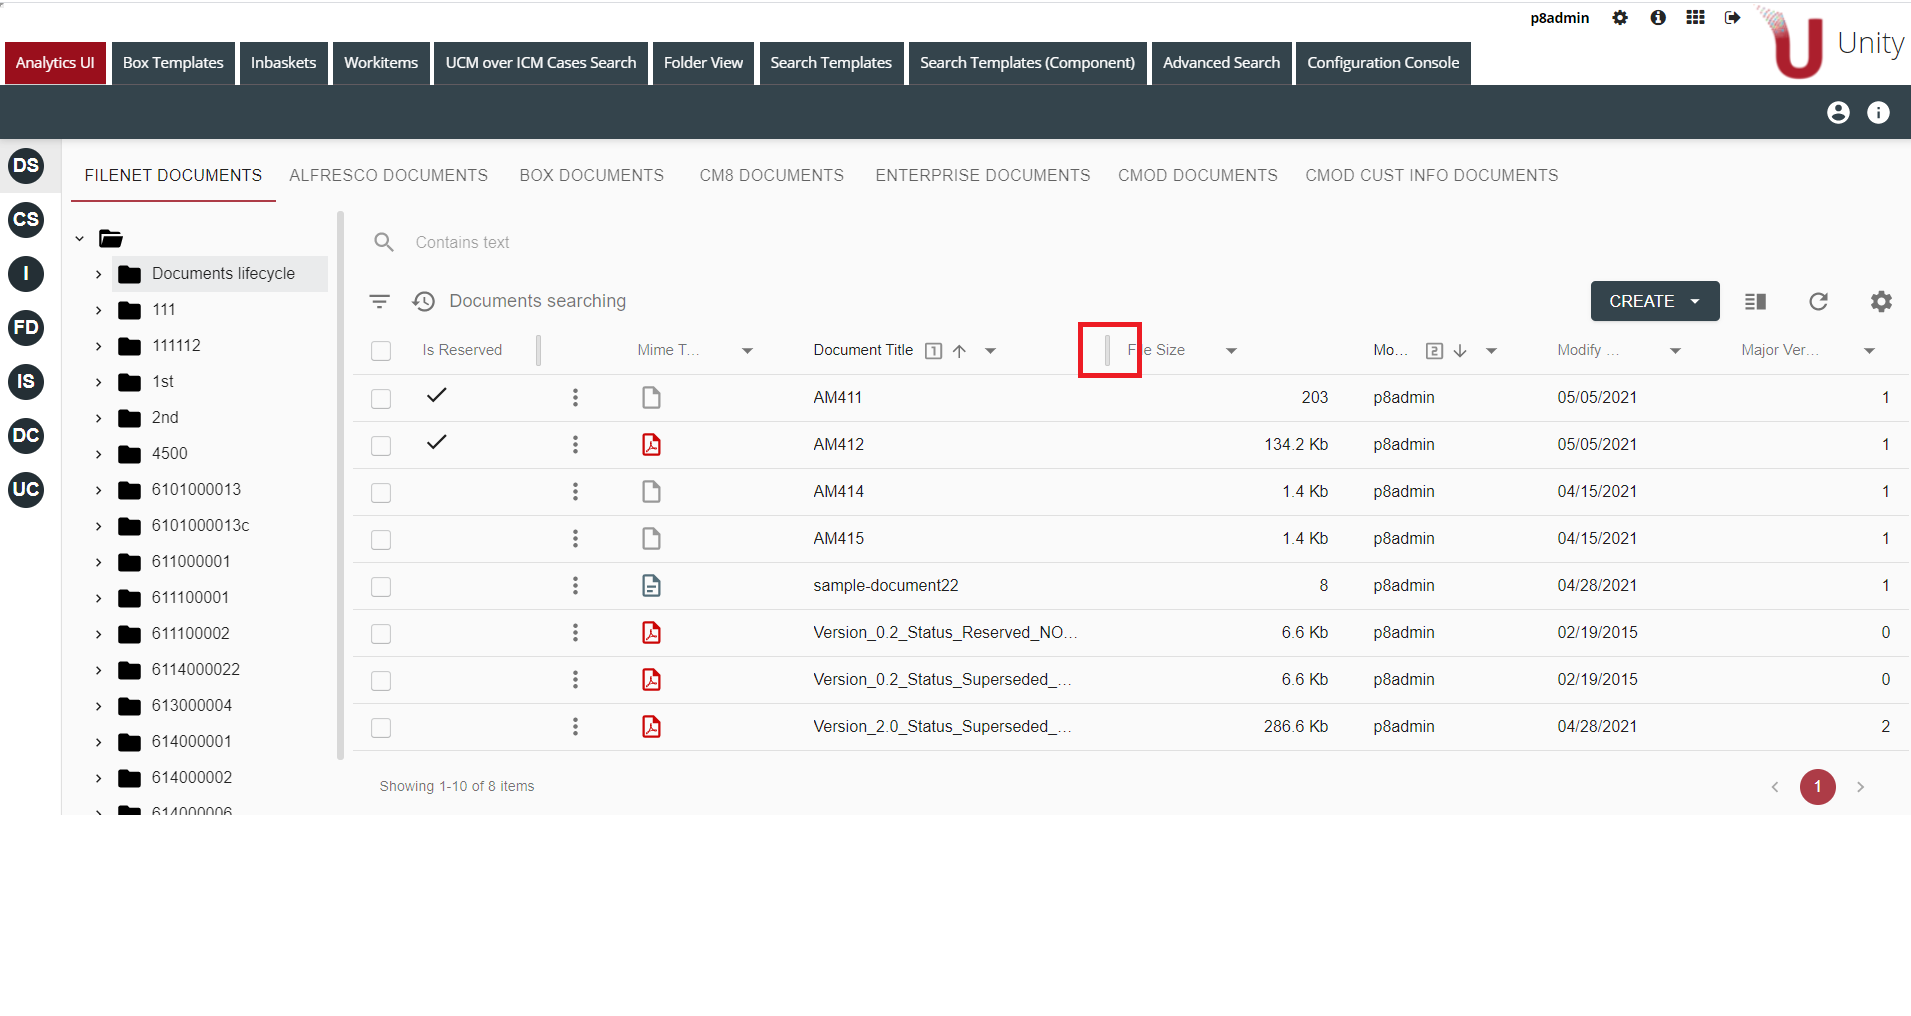 p8admin
Unity
Analytics UI Box Templates Inbaskets Workitems UCM over ICM Cases Search Folder View Search Templates Search Templates (Component) Advanced Search Configuration Console
DS
CS
I
FD
IS
DC
UC
FILENET DOCUMENTS ALFRESCO DOCUMENTS BOX DOCUMENTS CM8 DOCUMENTS ENTERPRISE DOCUMENTS CMOD DOCUMENTS CMOD CUST INFO DOCUMENTS
Documents lifecycle
111
111112
1st
2nd
4500
6101000013
6101000013c
611000001
611100001
611100002
6114000022
613000004
614000001
614000002
614000006
Contains text
Documents searching
CREATE
Is Reserved Mime T... Document Title 1 File Size Mo... 2 Modify ... Major Ver...
AM411 203 p8admin 05/05/2021 1
AM412 134.2 Kb p8admin 05/05/2021 1
AM414 1.4 Kb p8admin 04/15/2021 1
AM415 1.4 Kb p8admin 04/15/2021 1
sample-document22 8 p8admin 04/28/2021 1
Version_0.2_Status_Reserved_NO... 6.6 Kb p8admin 02/19/2015 0
Version_0.2_Status_Superseded_... 6.6 Kb p8admin 02/19/2015 0
Version_2.0_Status_Superseded_... 286.6 Kb p8admin 04/28/2021 2
Showing 1-10 of 8 items
1